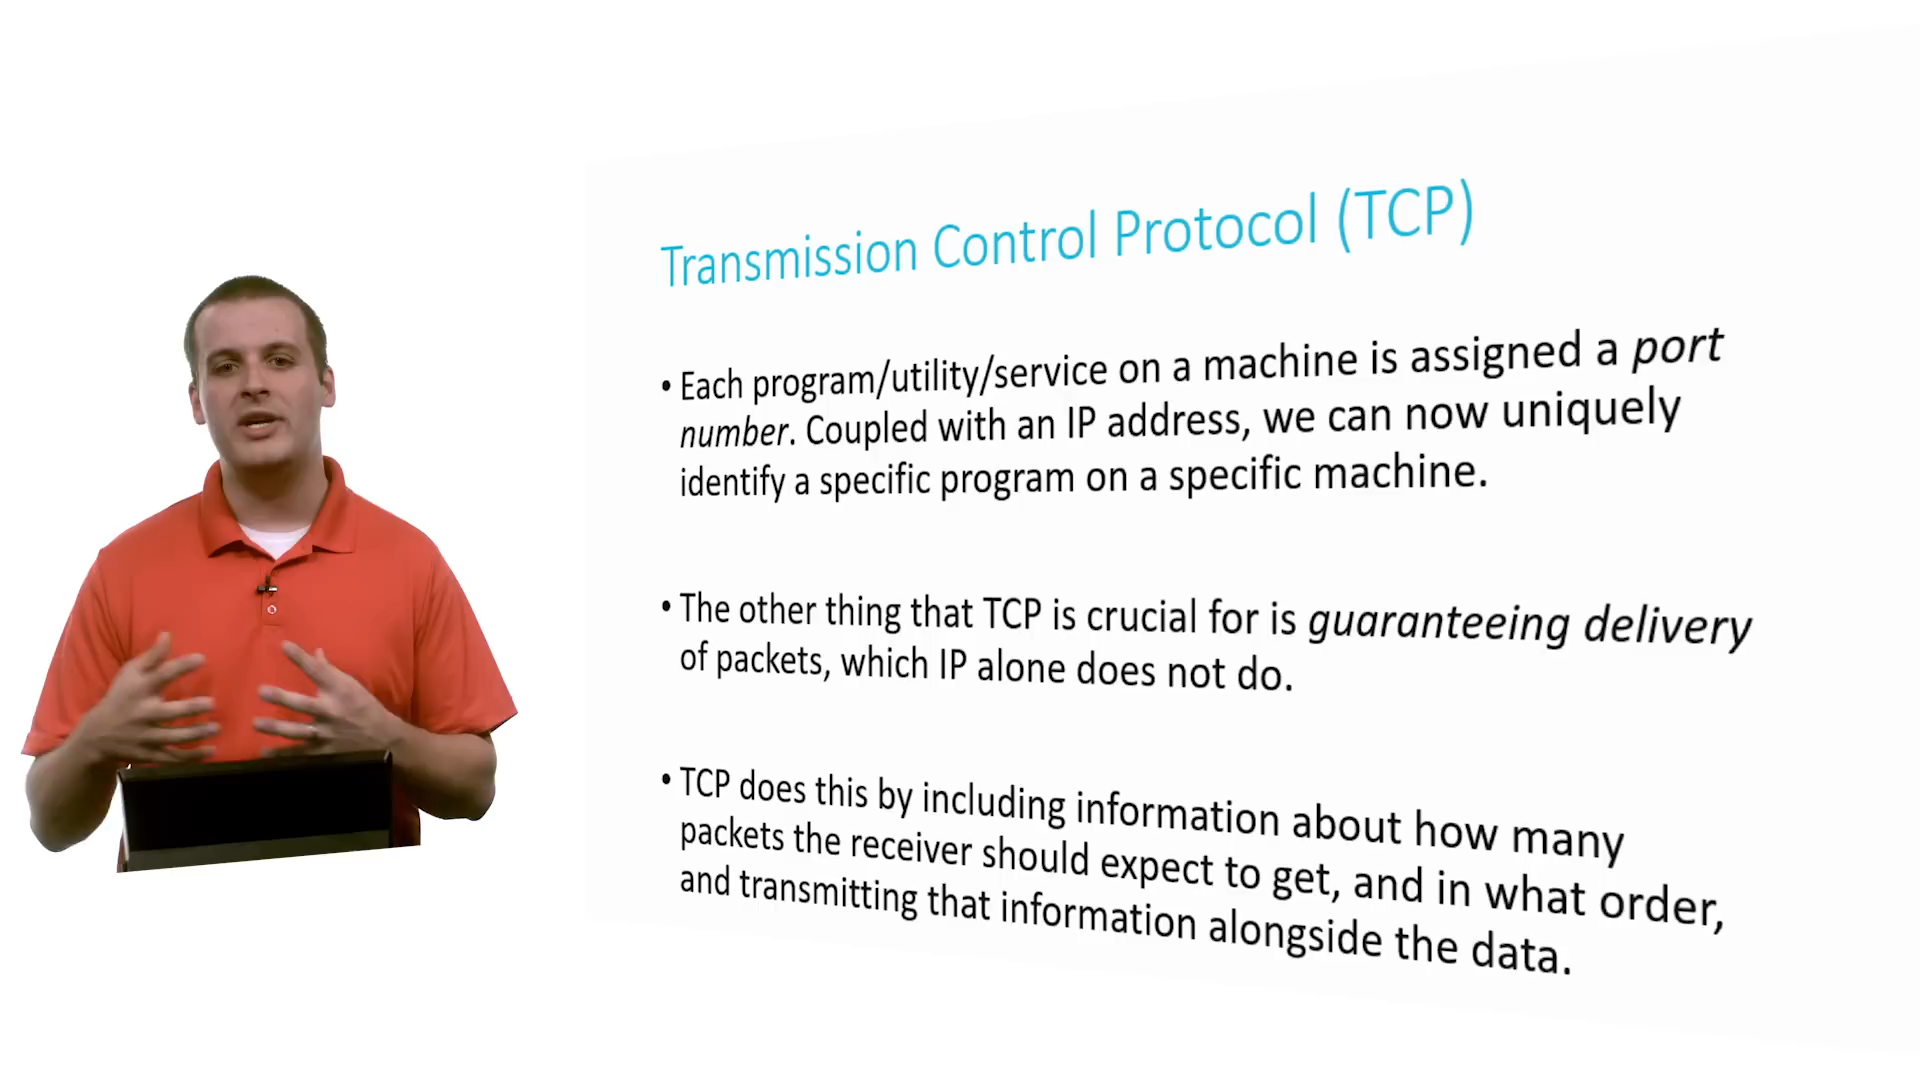 Transmission Control Protocol (TCP)
• Each program/utility/service on a machine is assigned a port
number. Coupled with an IP address, we can now uniquely
identify a specific program on a specific machine.
• The other thing that TCP is crucial for is guaranteeing delivery
of packets, which IP alone does not do.
• TCP does this by including information about how many
packets the receiver should expect to get, and in what order,
and transmitting that information alongside the data.